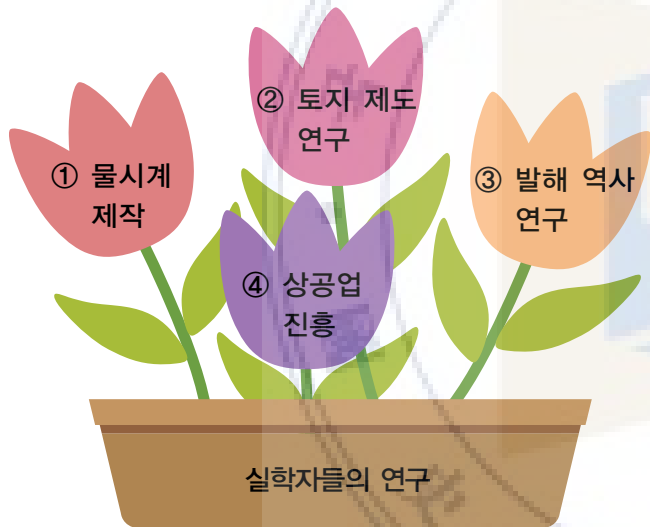 ① 물시계
제작
② 토지 제도
연구
③ 발해 역사
연구
④ 상공업
진흥
실학자들의 연구